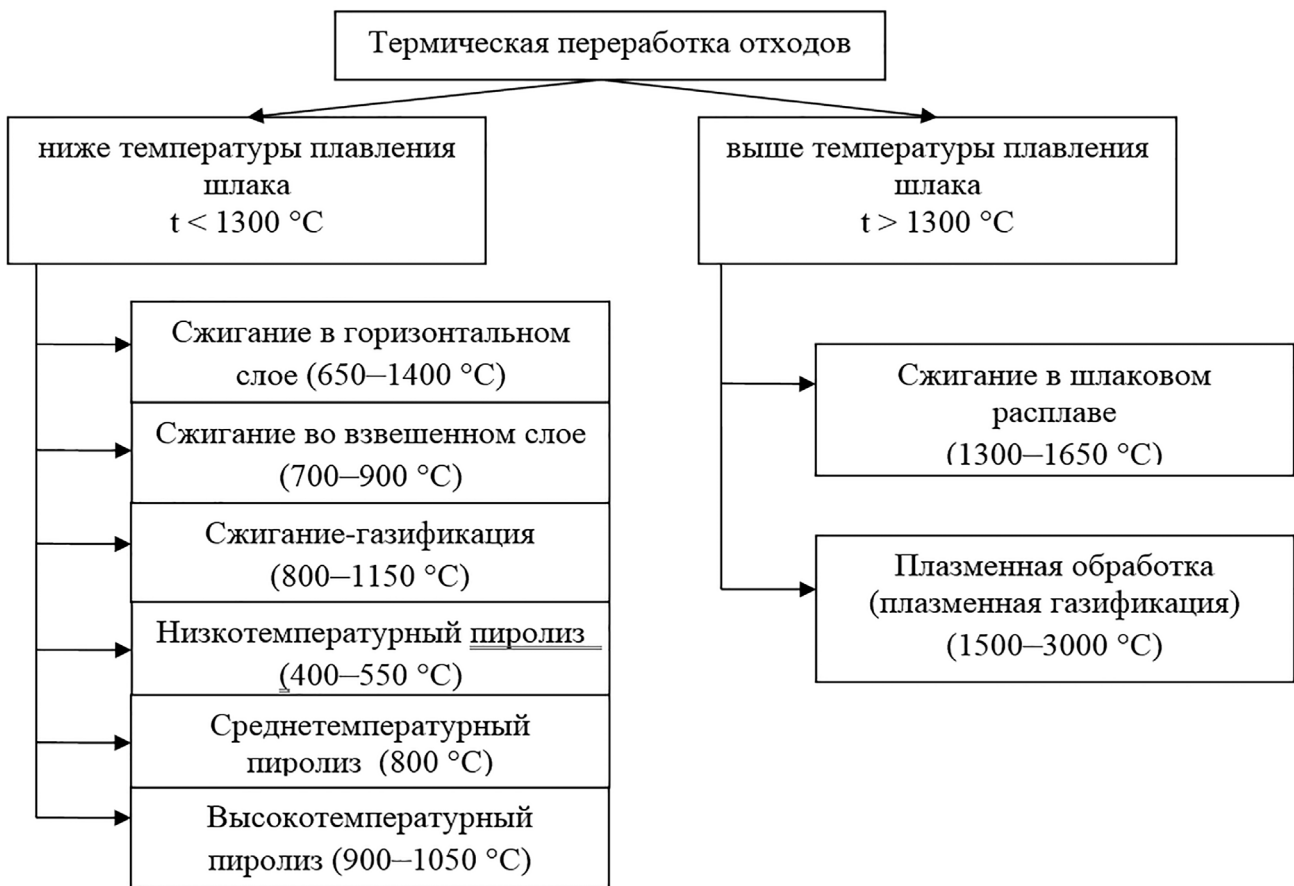 Термическая переработка отходов
ниже температуры плавления
шлака
t < 1300 °C
выше температуры плавления
шлака
t > 1300 °C
Сжигание в горизонтальном
слое (650–1400 °C)
Сжигание во взвешенном слое
(700–900 °C)
Сжигание-газификация
(800–1150 °C)
Низкотемпературный пиролиз
(400–550 °C)
Среднетемпературный
пиролиз (800 °C)
Высокотемпературный
пиролиз (900–1050 °C)
Сжигание в шлаковом
расплаве
(1300–1650 °C)
Плазменная обработка
(плазменная газификация)
(1500–3000 °C)